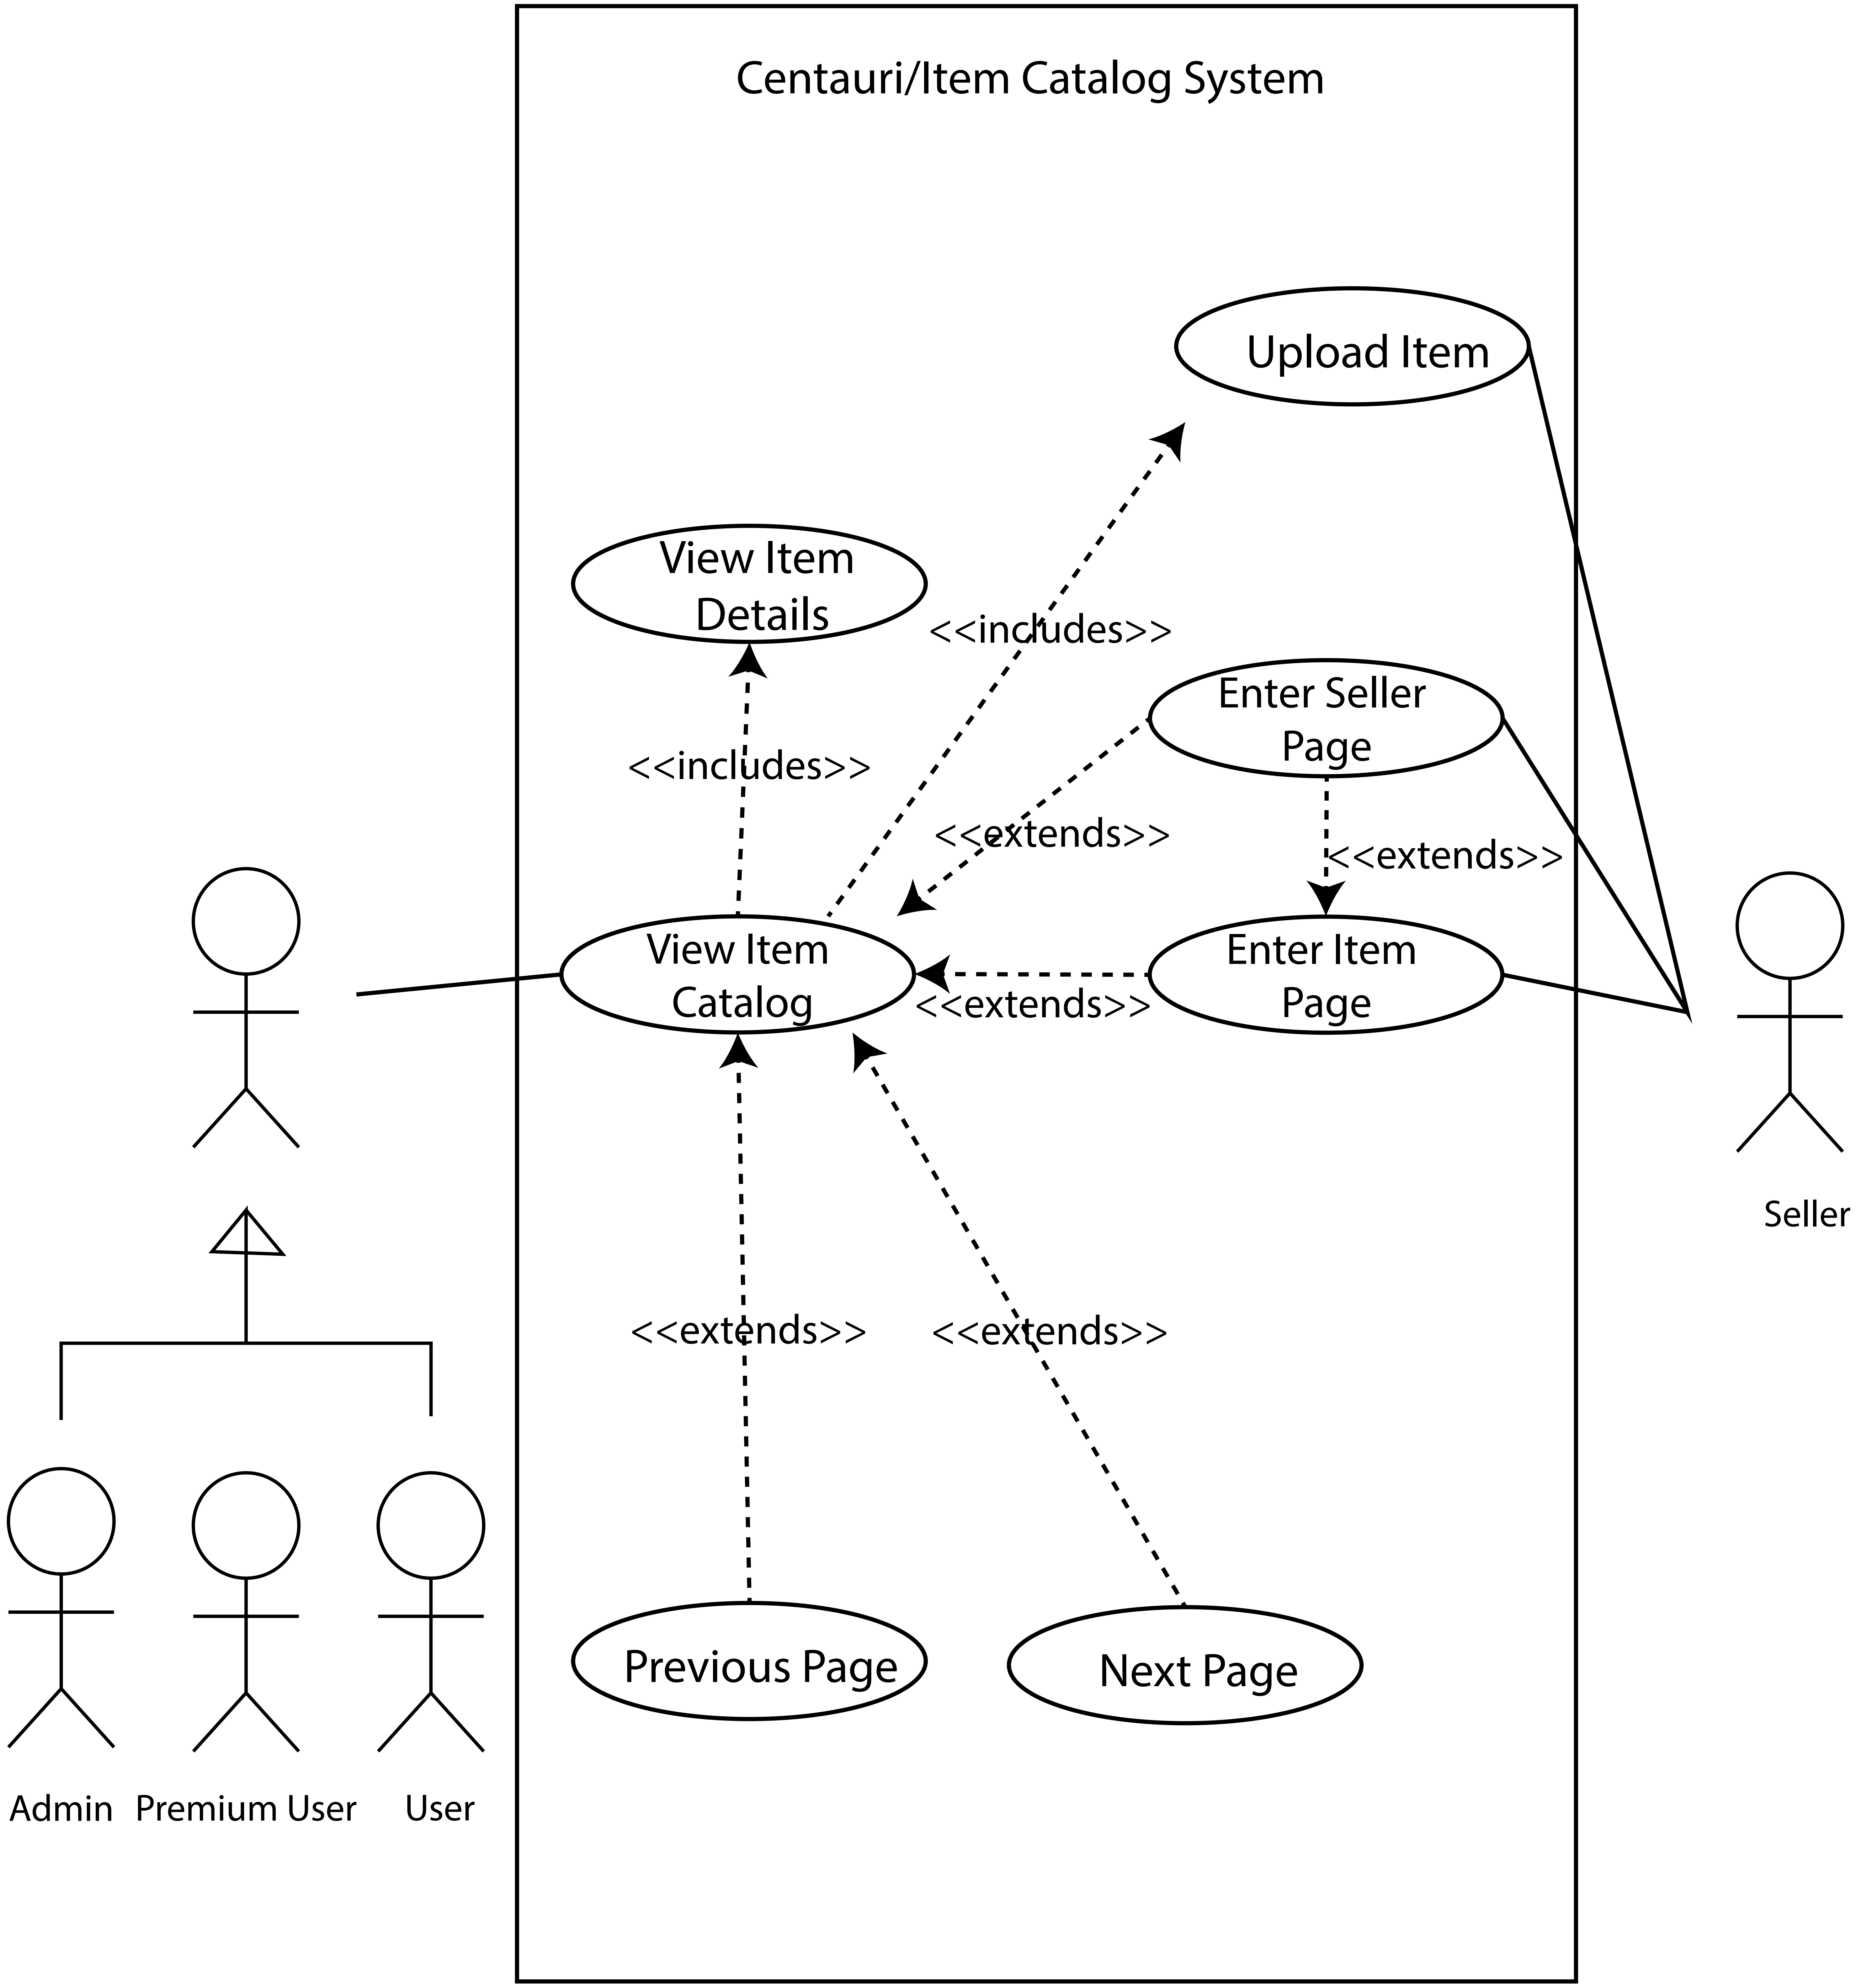 Centauri/Item Catalog System
Upload Item
View Item
Details
<<includes>>
Enter Seller
Page
<<includes>>
<<extends>>
<<extends>>
View Item
Catalog
Enter Item
Page
<<extends>>
Seller
<<extends>>
<<extends>>
Previous Page
Next Page
Admin
Premium User
User